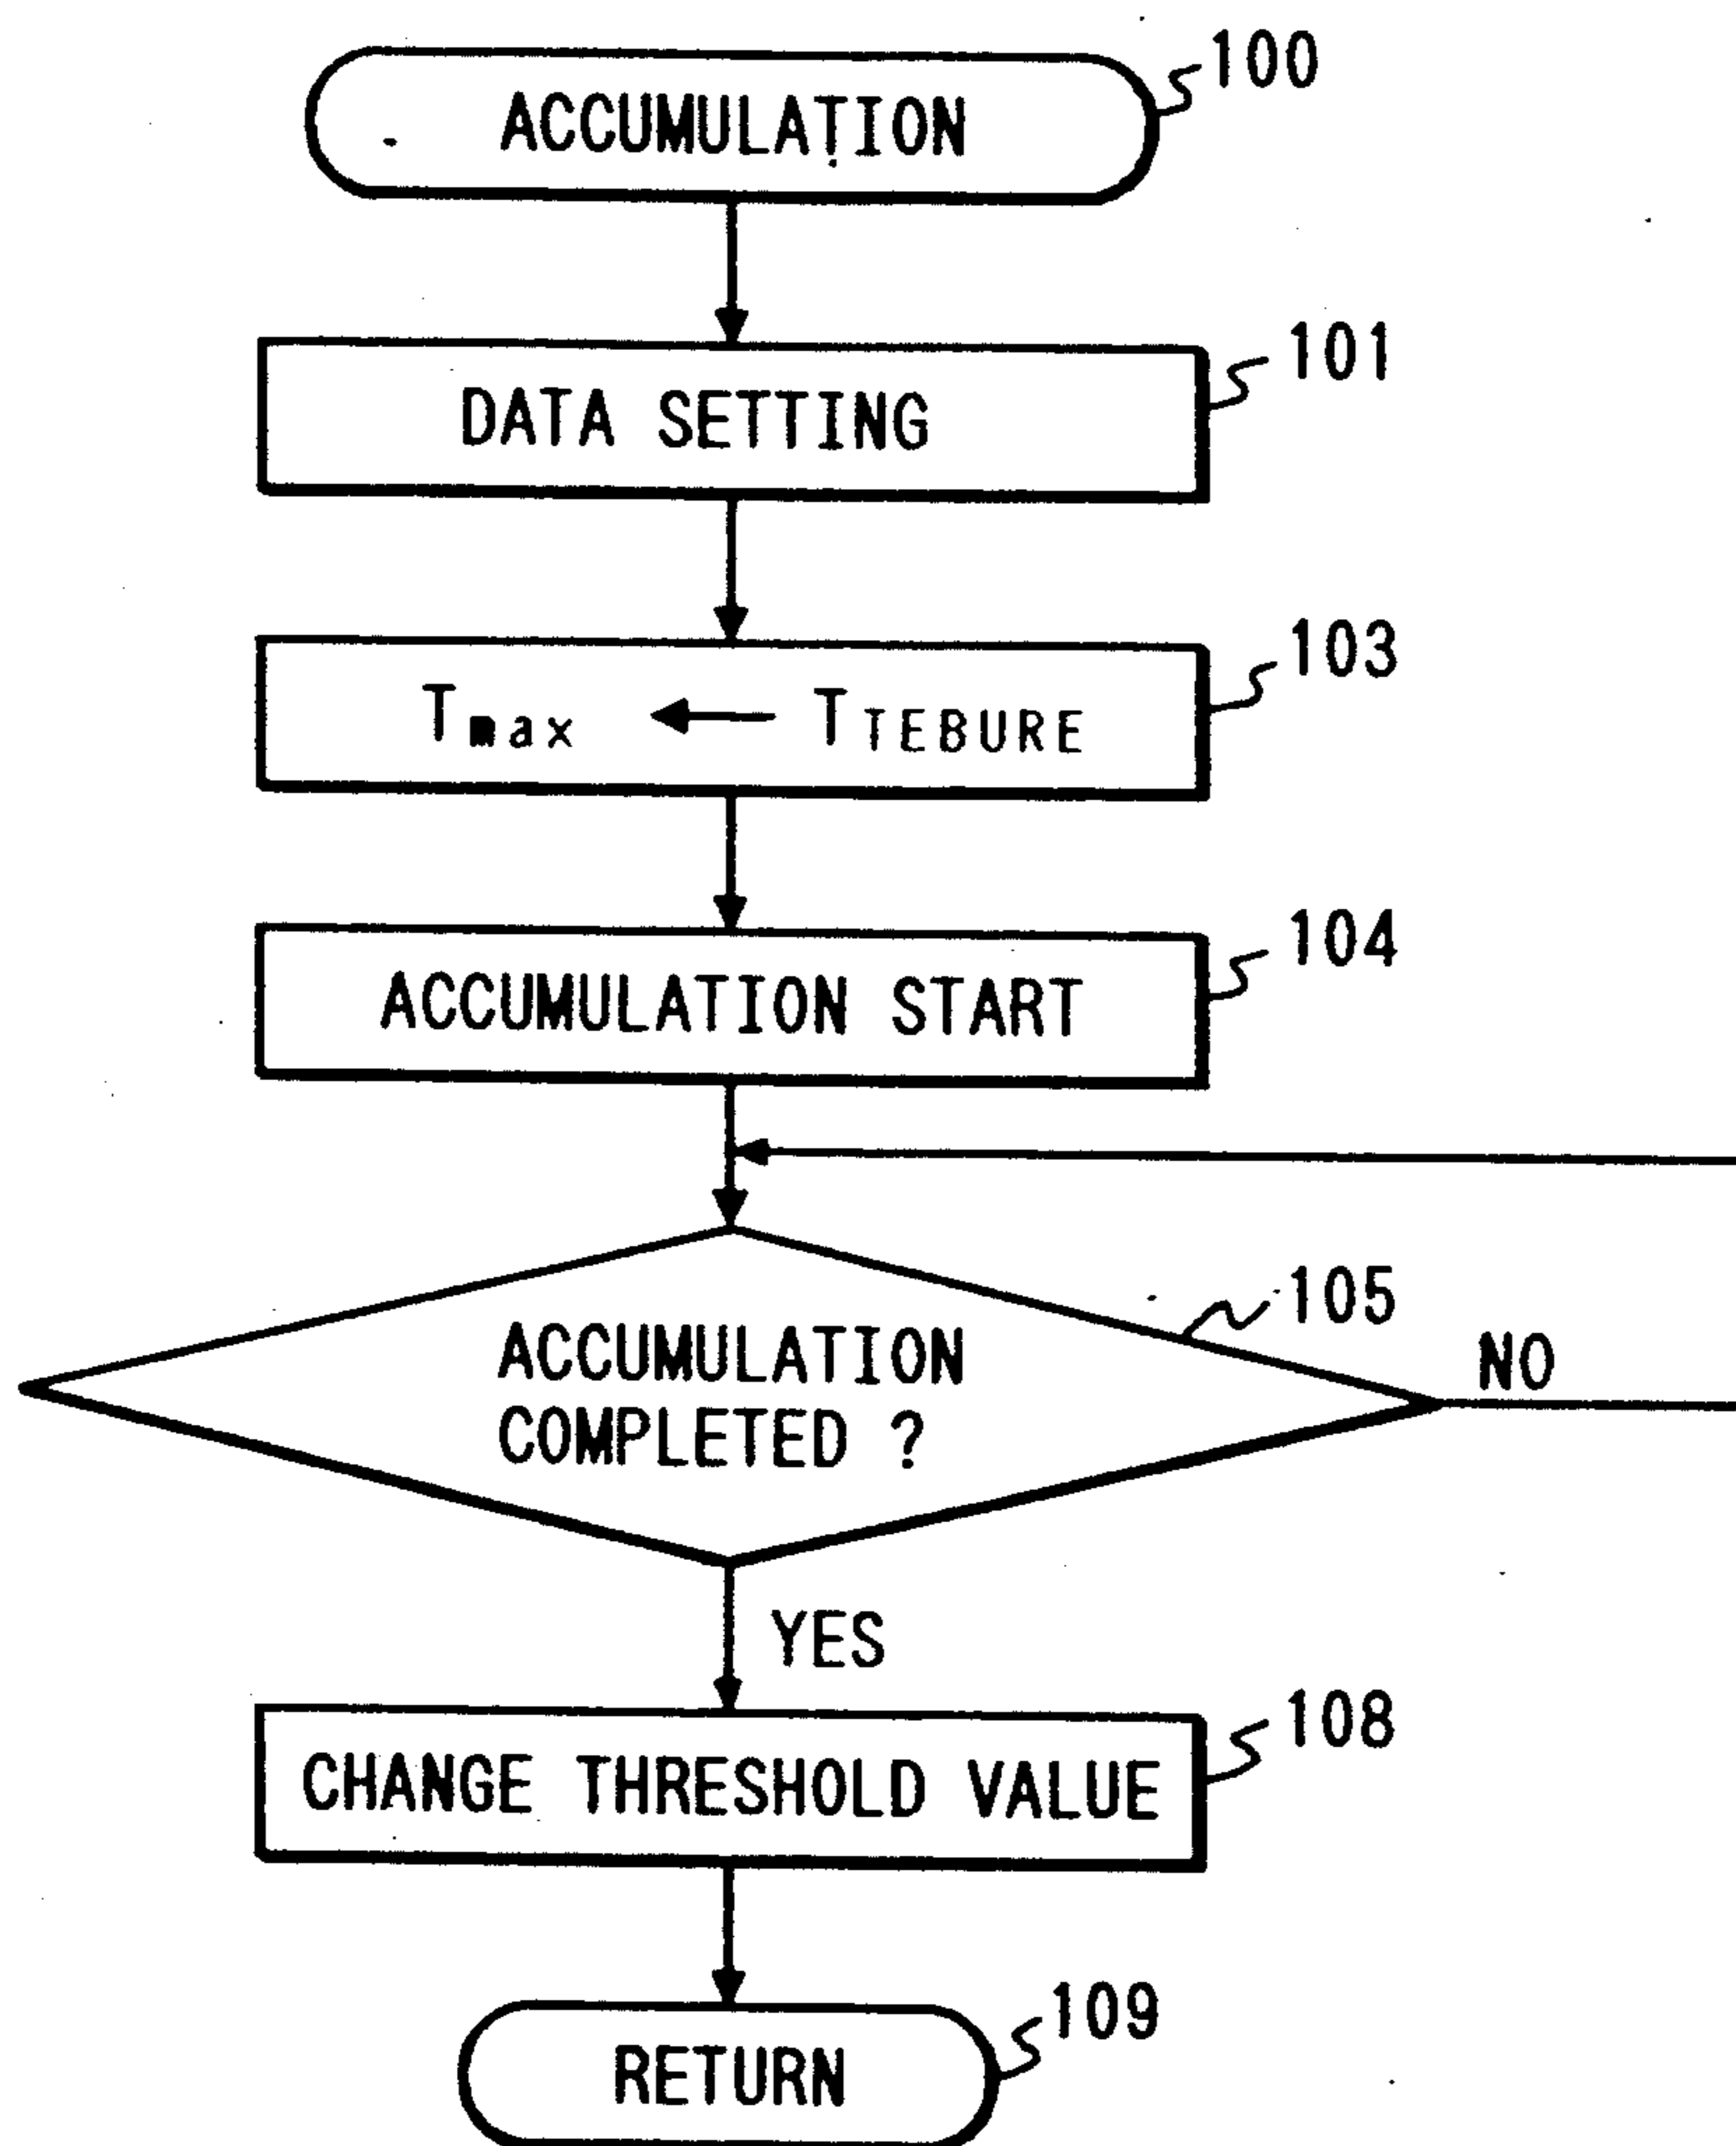 100
ACCUMULATION
101
DATA SETTING
103
Tmax ← TTEBURE
104
ACCUMULATION START
105
ACCUMULATION
COMPLETED ?
NO
YES
108
CHANGE THRESHOLD VALUE
109
RETURN